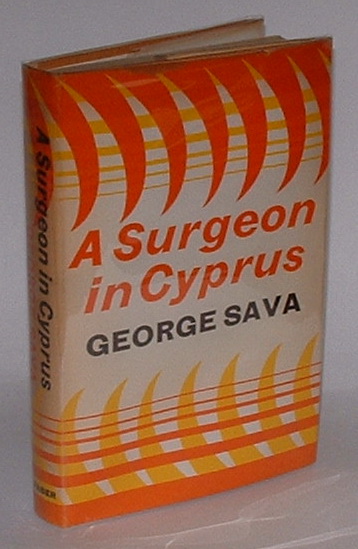 A Surgeon
in Cyprus
GEORGE SAVA
A Surgeon in Cyprus